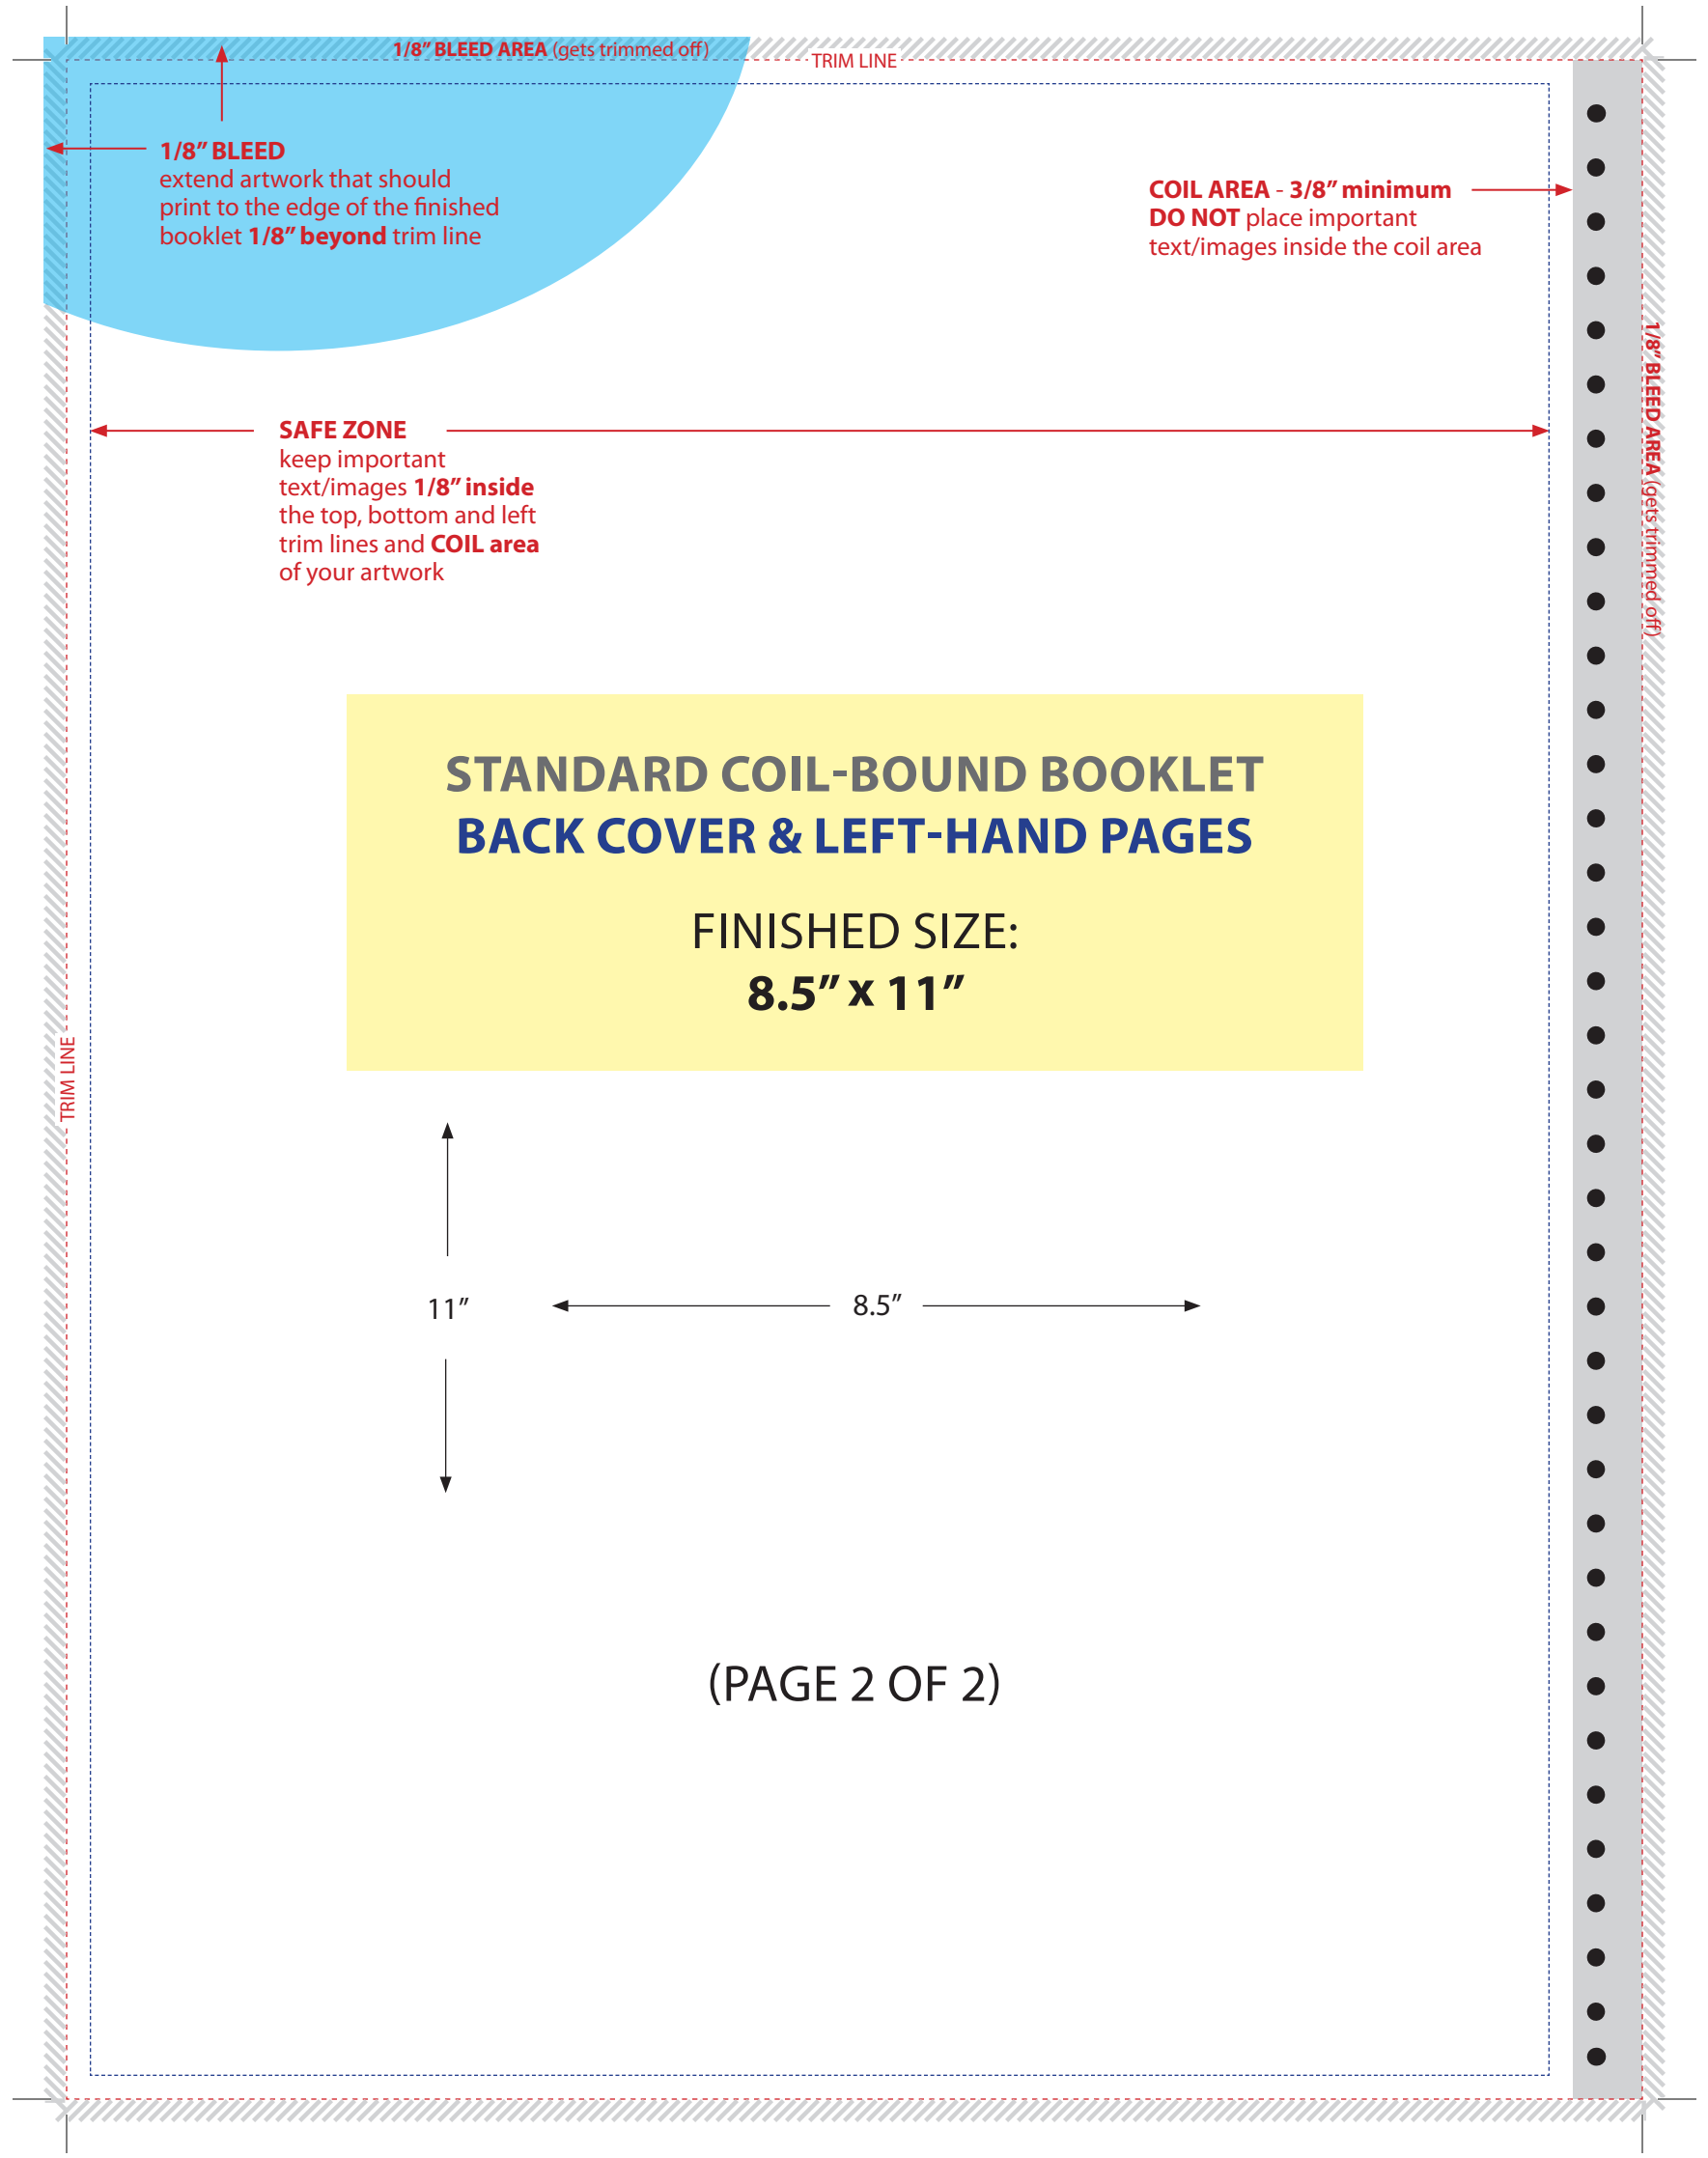 1/8” BLEED AREA (gets trimmed off)
TRIM LINE
1/8” BLEED
extend artwork that should
print to the edge of the finished
booklet 1/8” beyond trim line
COIL AREA - 3/8” minimum
DO NOT place important
text/images inside the coil area
1/8” BLEED AREA (gets trimmed off)
SAFE ZONE
keep important
text/images 1/8” inside
the top, bottom and left
trim lines and COIL area
of your artwork
STANDARD COIL-BOUND BOOKLET
BACK COVER & LEFT-HAND PAGES
FINISHED SIZE:
8.5” x 11”
TRIM LINE
11”
8.5”
(PAGE 2 OF 2)